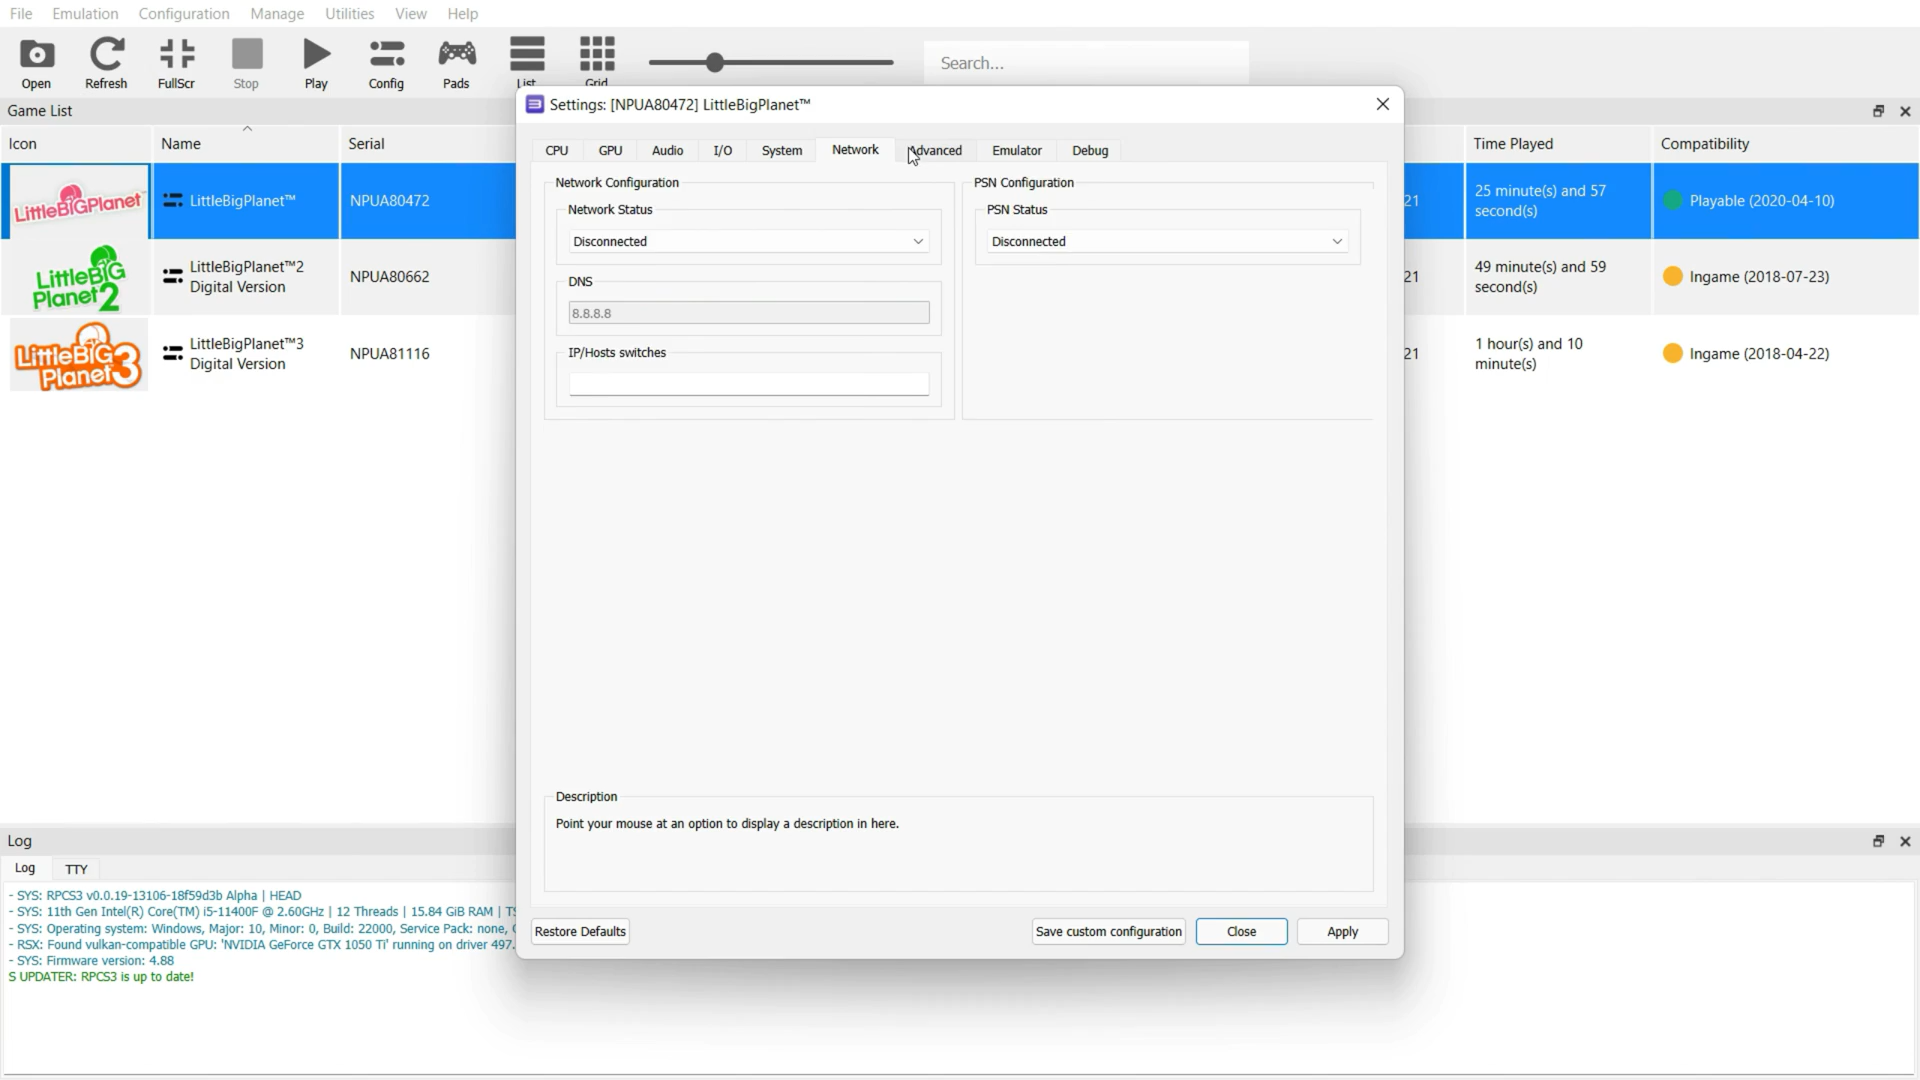 File Emulation Configuration Manage Utilities View Help
Open Refresh FullScr Stop Play Config Pads List Grid Search...
Game List
Settings: [NPUA80472] LittleBigPlanet™
Icon Name Serial Time Played Compatibility
CPU GPU Audio I/O System Network Advanced Emulator Debug
LittleBIGPlanet™ LittleBigPlanet™ NPUA80472 21 25 minute(s) and 57
second(s) Playable (2020-04-10)
LittleBIG
Planet2
LittleBigPlanet™2
Digital Version
NPUA80662 21 49 minute(s) and 59
second(s) Ingame (2018-07-23)
LittleBIG
Planet3
LittleBigPlanet™3
Digital Version
NPUA81116 21 1 hour(s) and 10
minute(s) Ingame (2018-04-22)
Network Configuration
Network Status
Disconnected
DNS
8.8.8.8
IP/Hosts switches
PSN Configuration
PSN Status
Disconnected
Description
Point your mouse at an option to display a description in here.
Restore Defaults Save custom configuration Close Apply
Log
Log TTY
- SYS: RPCS3 v0.0.19-13106-18f59d3b Alpha | HEAD
- SYS: 11th Gen Intel(R) Core(TM) i5-11400F @ 2.60GHz | 12 Threads | 15.84 GiB RAM |
- SYS: Operating system: Windows, Major: 10, Minor: 0, Build: 22000, Service Pack: none,
- RSX: Found vulkan-compatible GPU: 'NVIDIA GeForce GTX 1050 Ti' running on driver 497.
- SYS: Firmware version: 4.88
S UPDATER: RPCS3 is up to date!